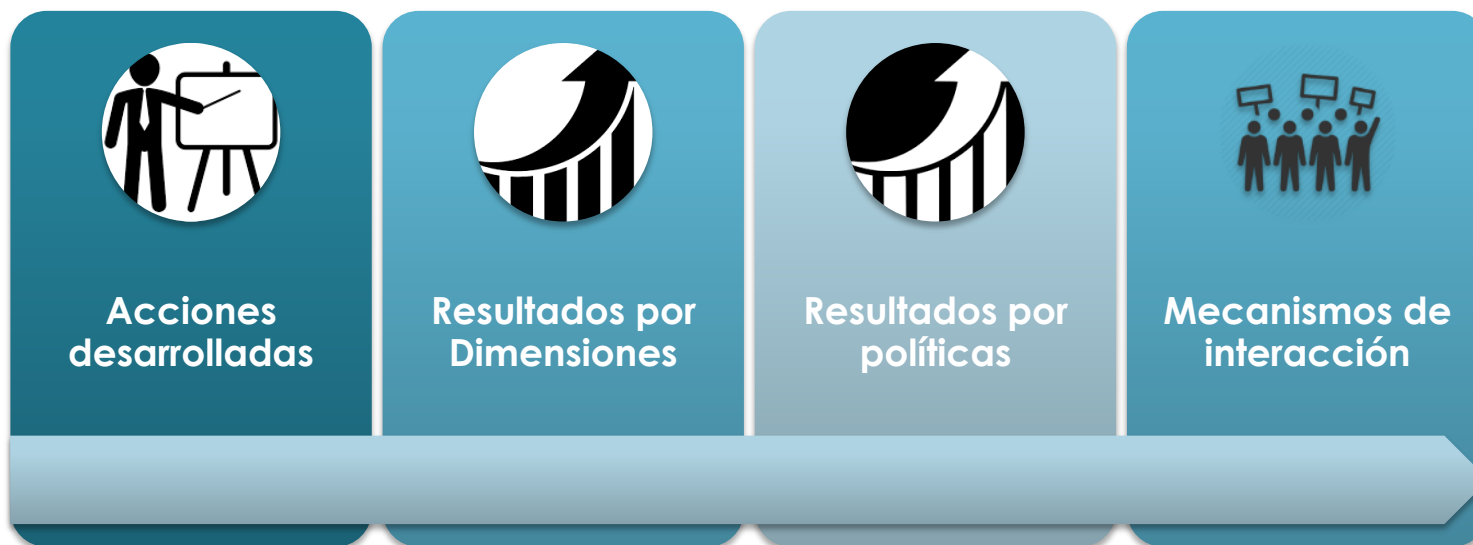 Acciones
desarrolladas
Resultados por
Dimensiones
Resultados por
políticas
Mecanismos de
interacción